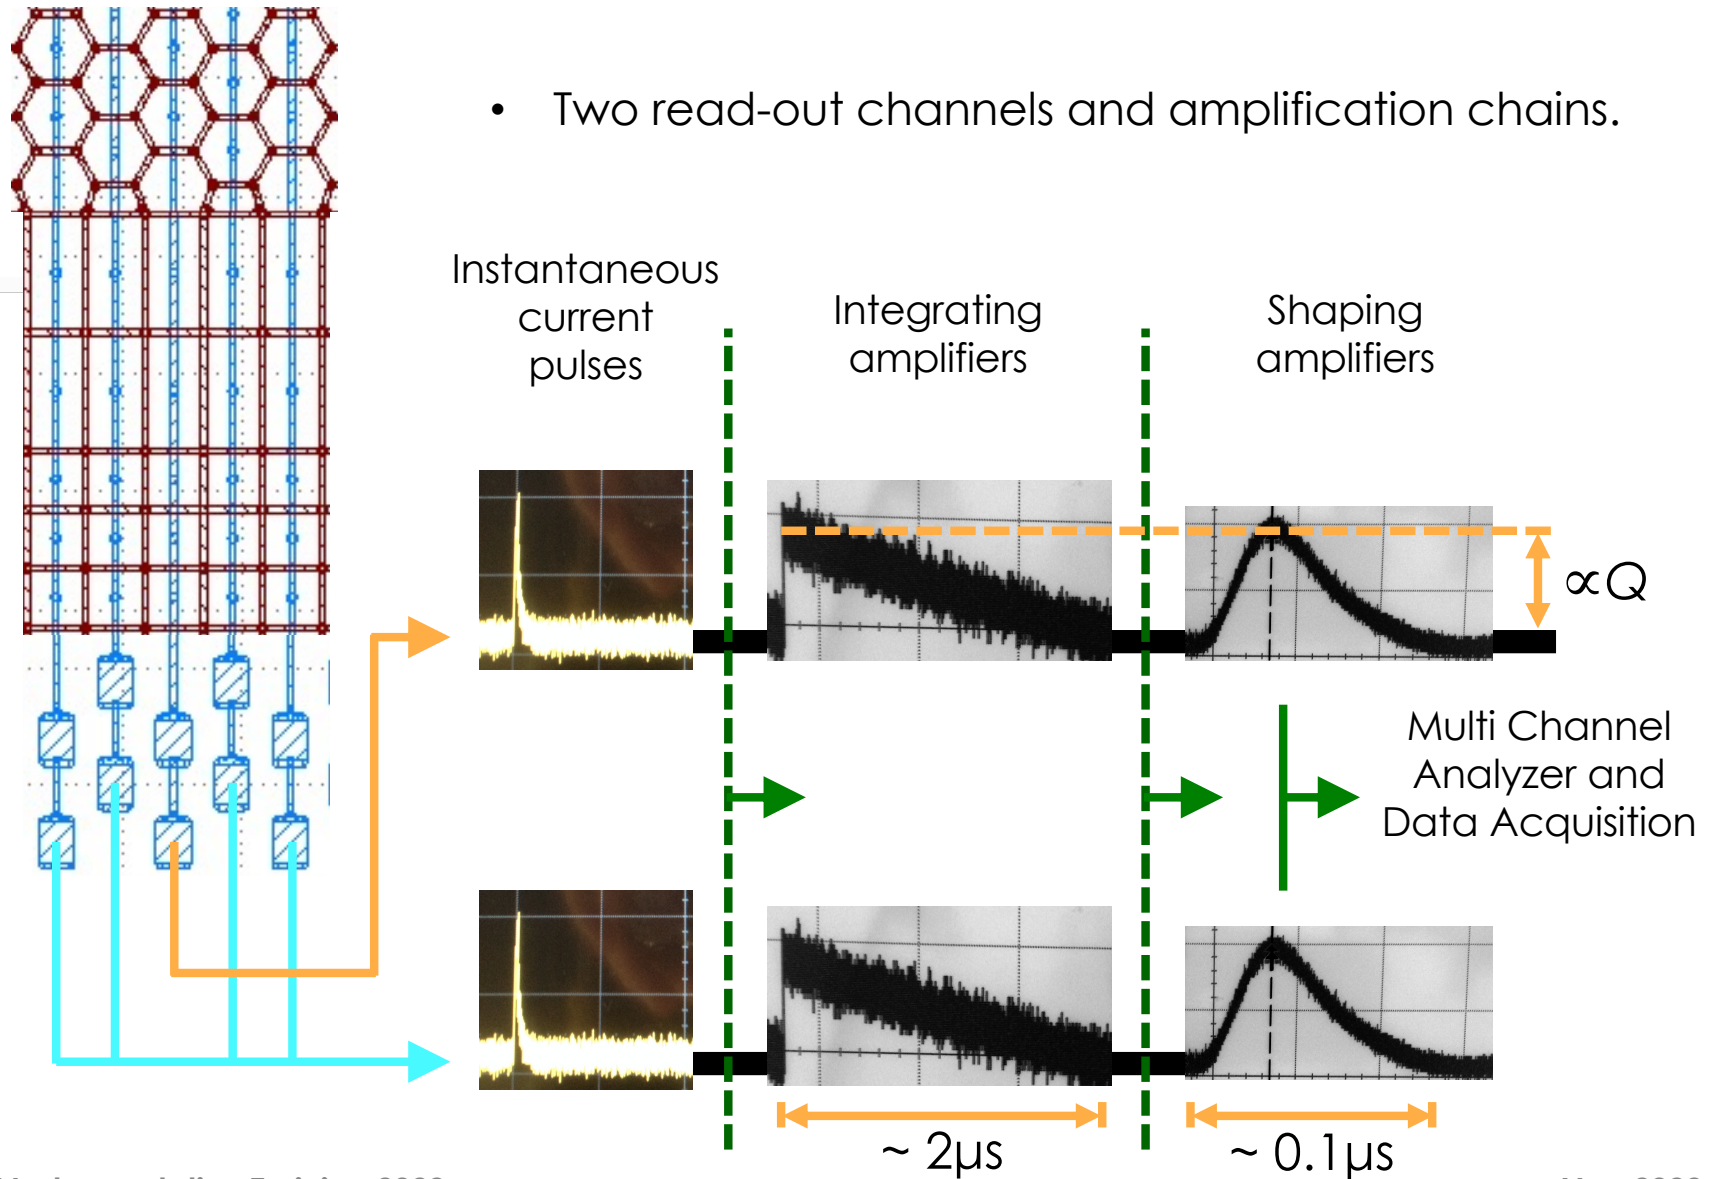 • Two read-out channels and amplification chains.
Instantaneous
current
pulses
Integrating
amplifiers
Shaping
amplifiers
∝Q
Multi Channel
Analyzer and
Data Acquisition
~ 2µs
~ 0.1µs